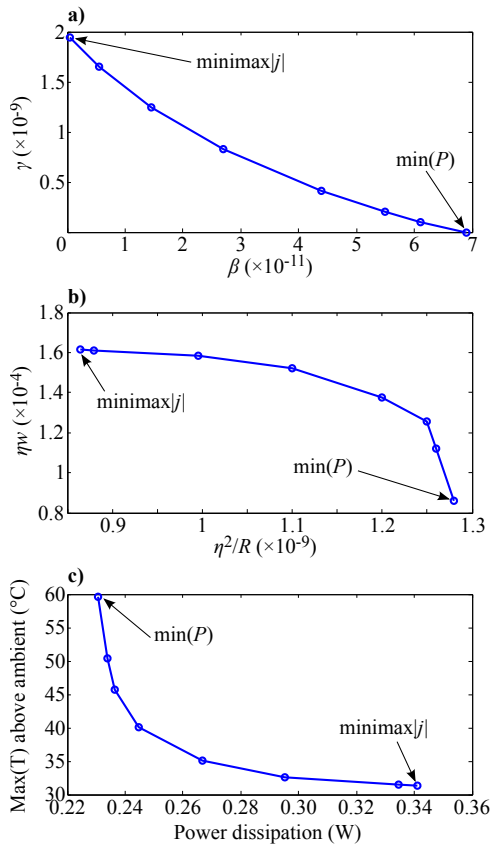 a)
2
1.5
1
0.5
0 1 2 3 4 5 6 7
γ (×10-9)
β (×10-11)
minimax|j|
min(P)
b)
1.8
1.6
1.4
1.2
1
0.8
0.9 1 1.1 1.2 1.3
ηw (×10-4)
η2/R (×10-9)
minimax|j|
min(P)
c)
60
55
50
45
40
35
30
0.22 0.24 0.26 0.28 0.30 0.32 0.34 0.36
Max(T) above ambient (°C)
Power dissipation (W)
min(P)
minimax|j|